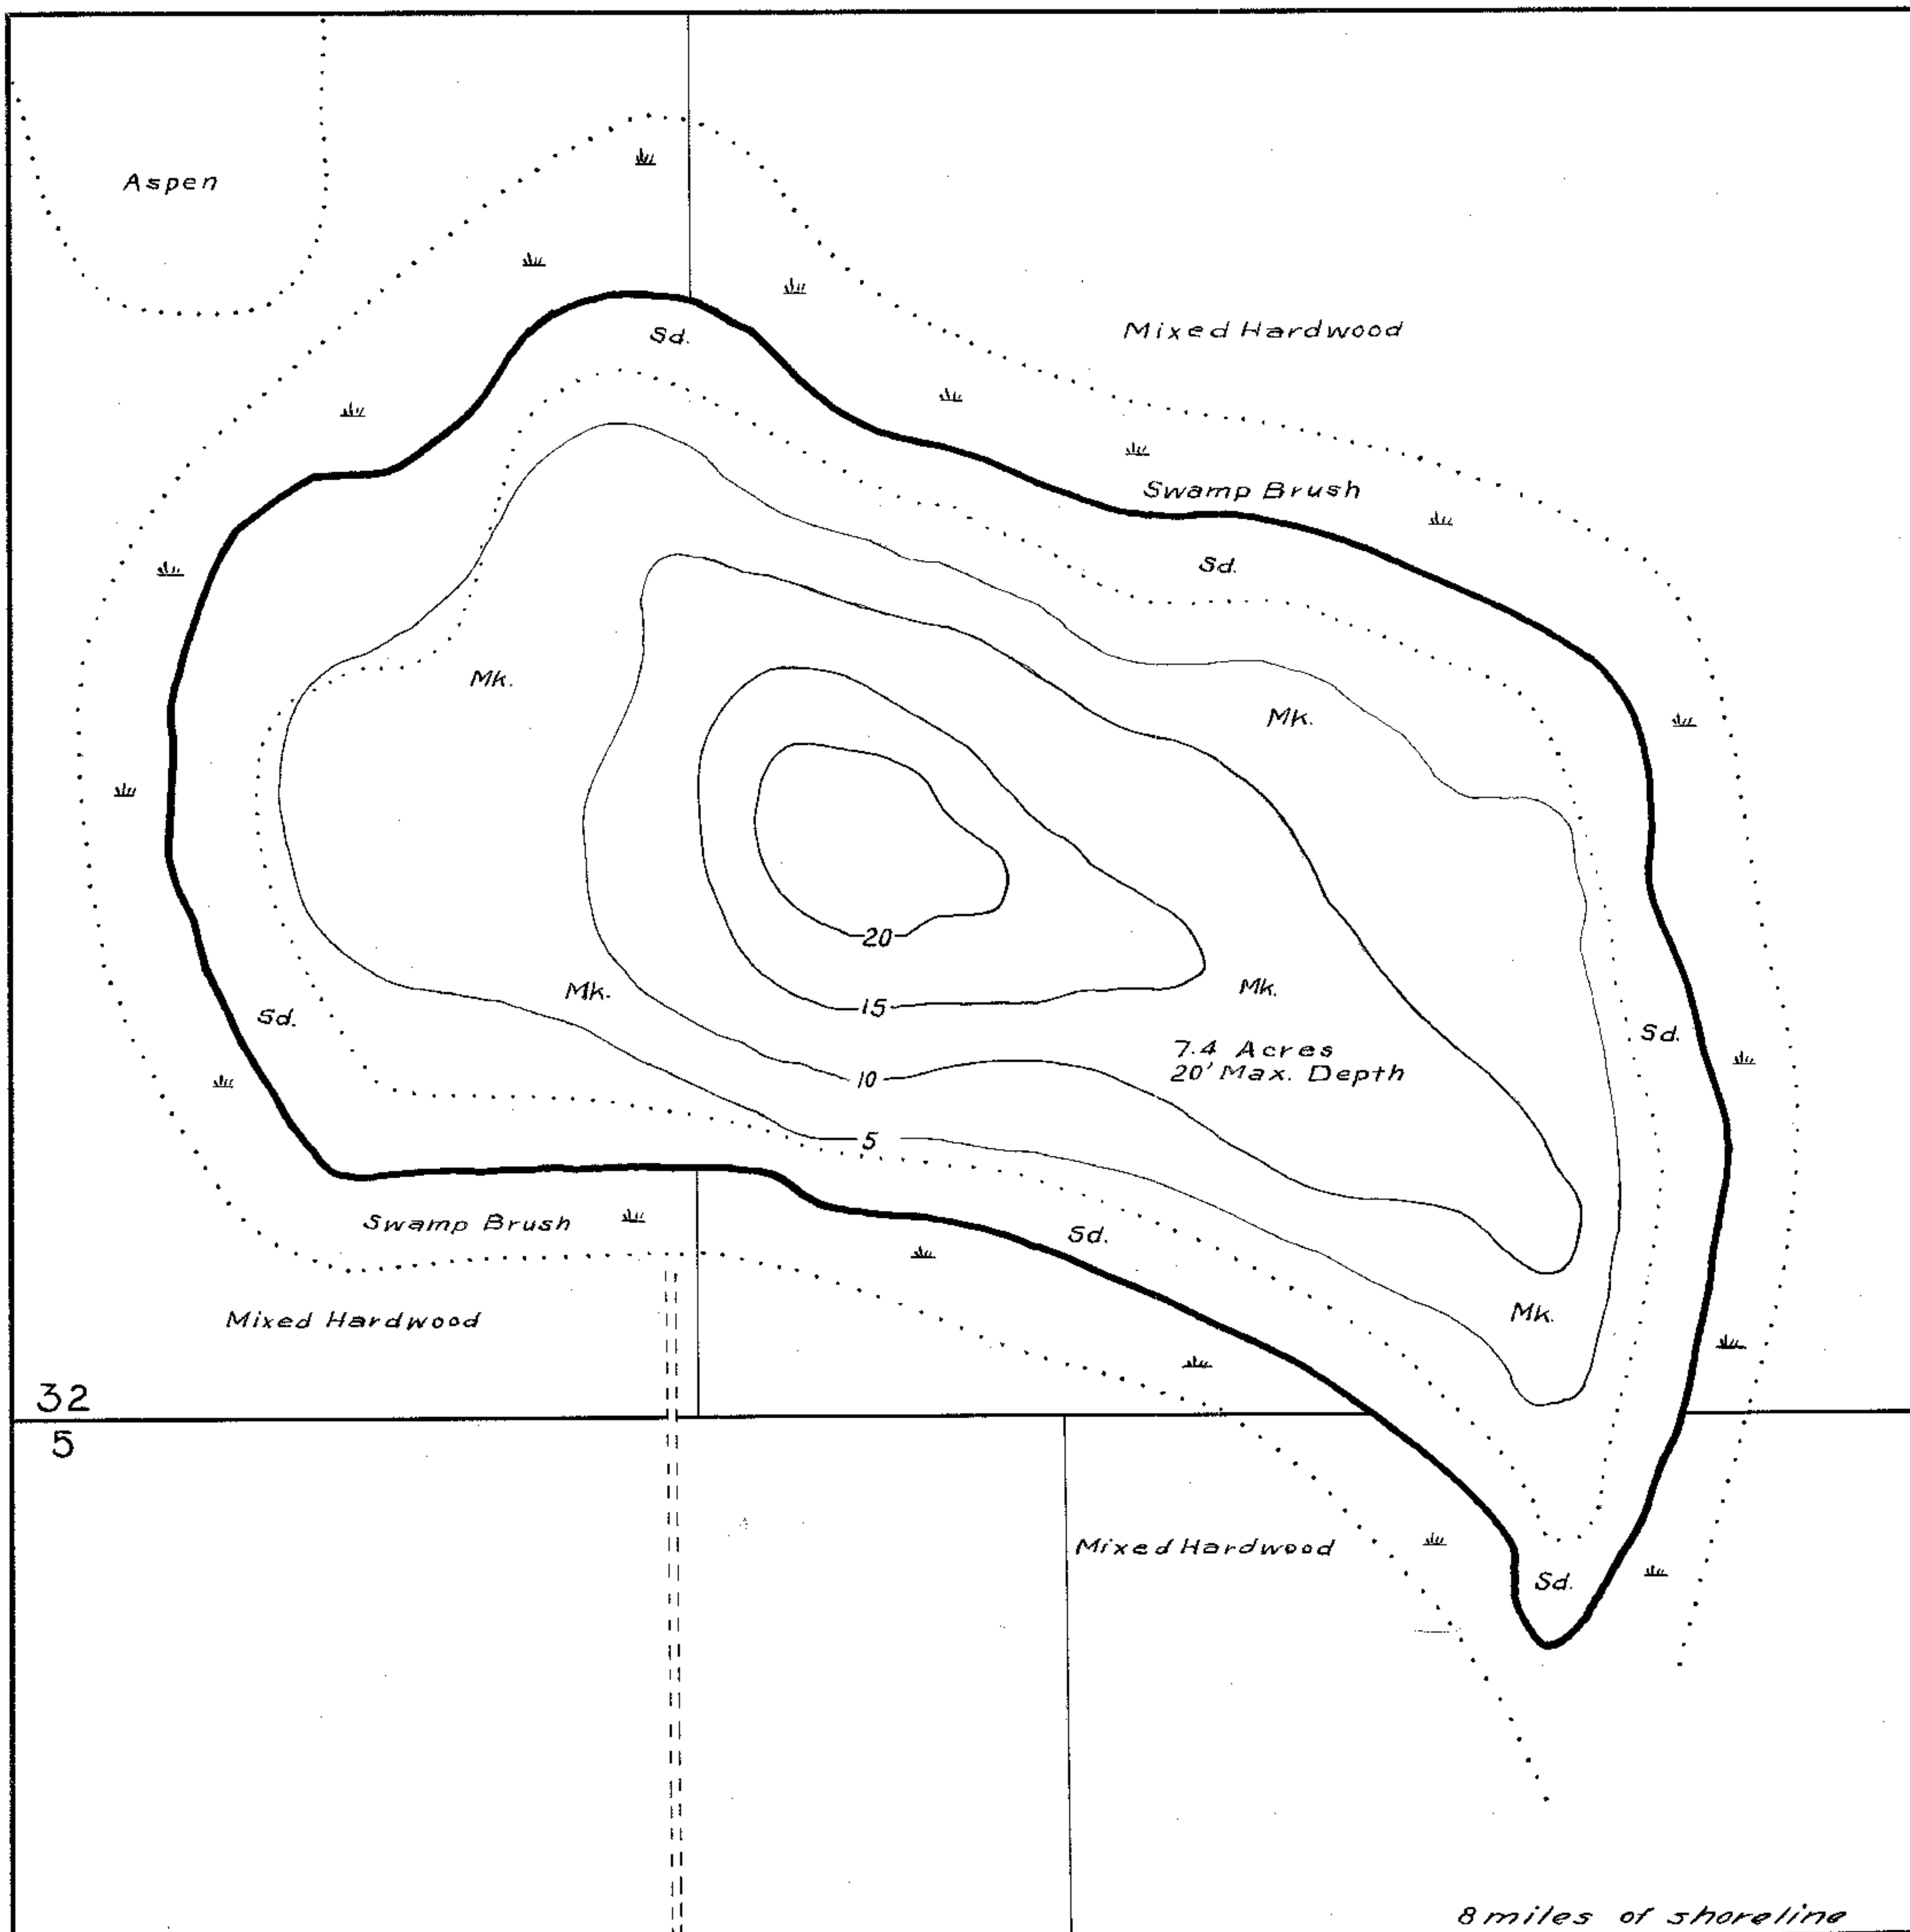 Aspen
Sd.
Mixed Hardwood
Swamp Brush
Sd.
Mk.
Mk.
20
Mk.
Mk.
15
Sd.
Sd.
7.4 Acres
20' Max. Depth
10
5
Swamp Brush
Sd.
Mixed Hardwood
Mk.
32
5
Mixed Hardwood
Sd.
8 miles of shoreline